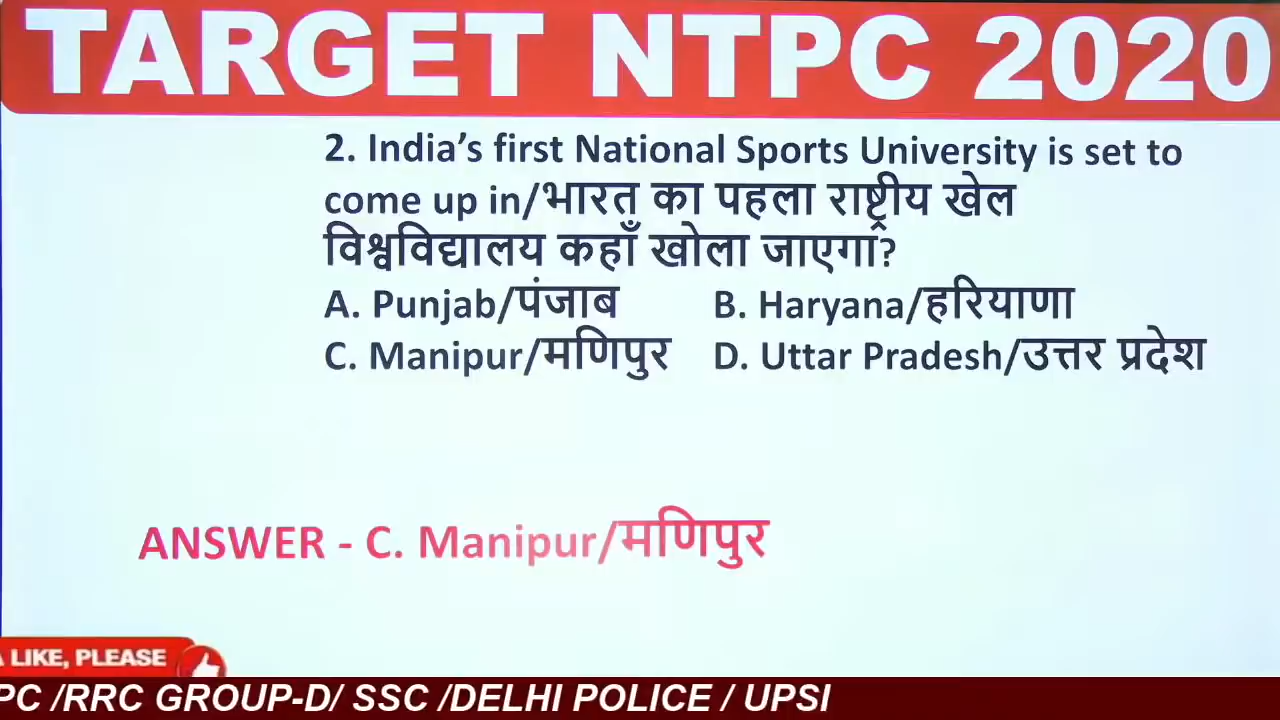 TARGET NTPC 2020
2. India’s first National Sports University is set to
come up in/भारत का पहला राष्ट्रीय खेल
विश्वविद्यालय कहाँ खोला जाएगा?
A. Punjab/पंजाब B. Haryana/हरियाणा
C. Manipur/मणिपुर D. Uttar Pradesh/उत्तर प्रदेश
ANSWER - C. Manipur/मणिपुर
LIKE, PLEASE
PC /RRC GROUP-D/ SSC /DELHI POLICE / UPSI